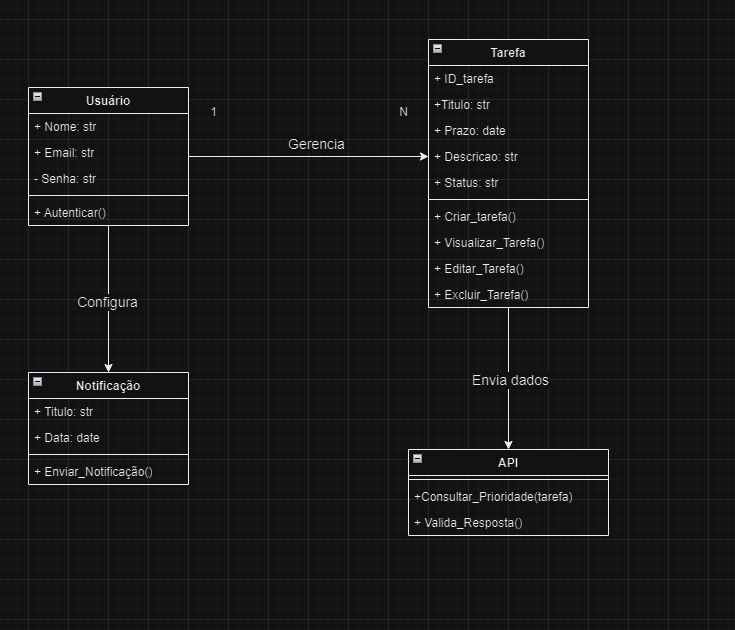 Usuário
+ Nome: str
+ Email: str
- Senha: str
+ Autenticar()
1
N
Gerencia
Tarefa
+ ID_tarefa
+Titulo: str
+ Prazo: date
+ Descricao: str
+ Status: str
+ Criar_tarefa()
+ Visualizar_Tarefa()
+ Editar_Tarefa()
+ Excluir_Tarefa()
Configura
Notificação
+ Titulo: str
+ Data: date
+ Enviar_Notificação()
Envia dados
API
+Consultar_Prioridade(tarefa)
+ Valida_Resposta()